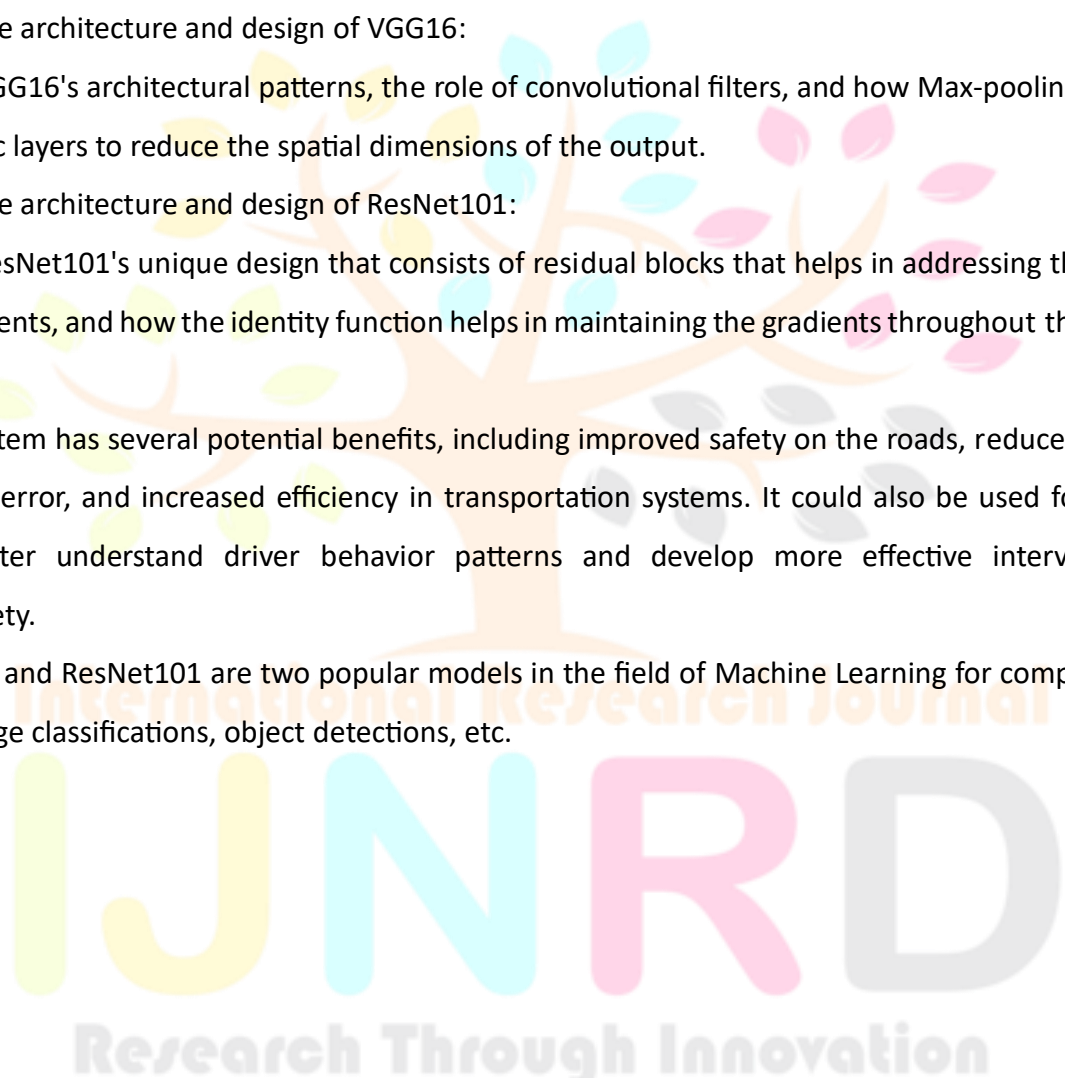 e architecture and design of VGG16:
GG16's architectural patterns, the role of convolutional filters, and how Max-poolin
c layers to reduce the spatial dimensions of the output.
e architecture and design of ResNet101:
esNet101's unique design that consists of residual blocks that helps in addressing th
ents, and how the identity function helps in maintaining the gradients throughout th
tem has several potential benefits, including improved safety on the roads, reduce
error, and increased efficiency in transportation systems. It could also be used fo
ter understand driver behavior patterns and develop more effective interv
ety.
and ResNet101 are two popular models in the field of Machine Learning for comp
International Research Journal
ge classifications, object detections, etc.
IJNRD
Research Through Innovation